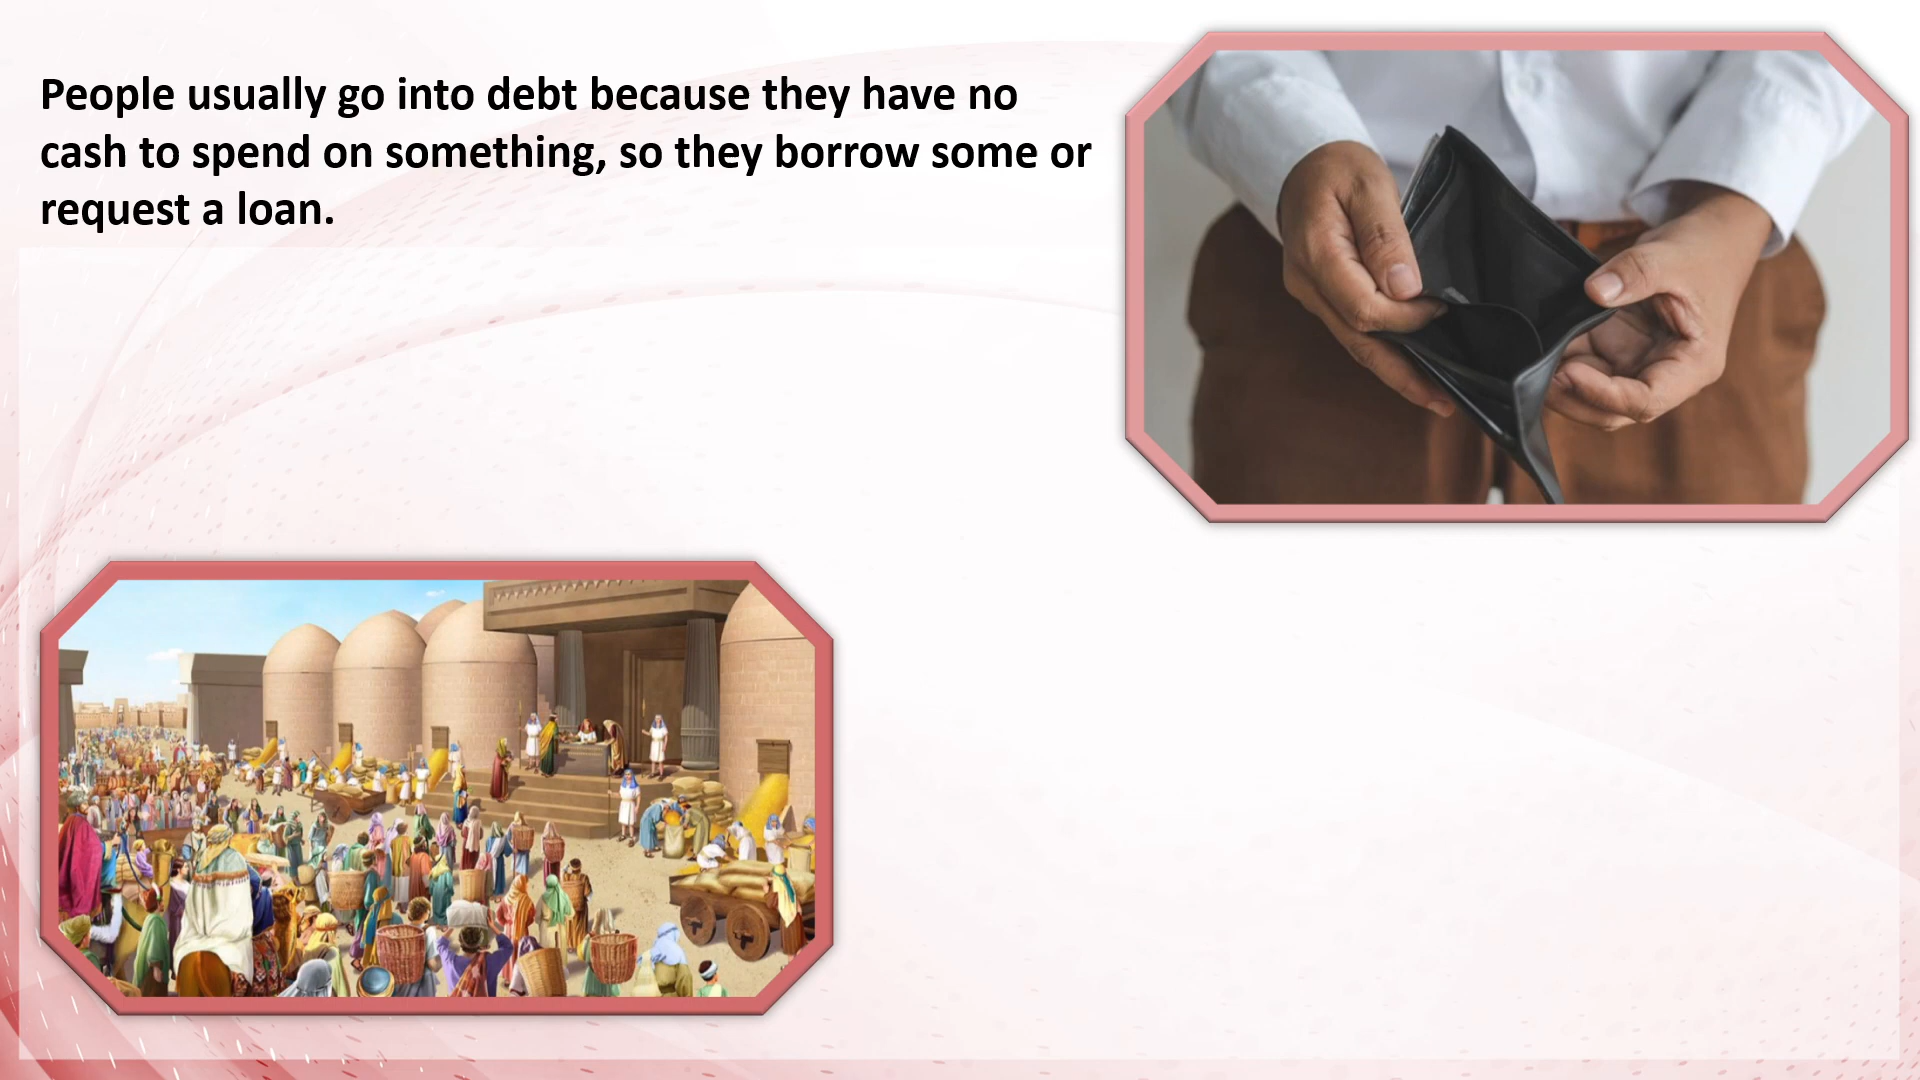 People usually go into debt because they have no
cash to spend on something, so they borrow some or
request a loan.